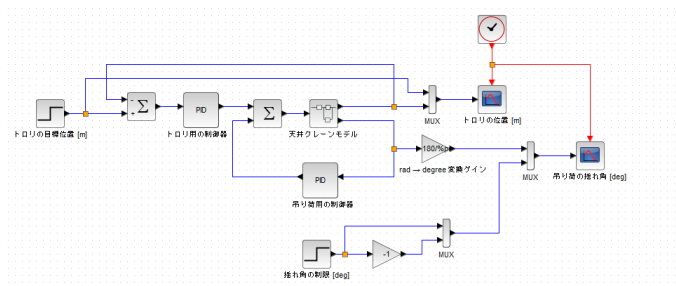 -
+
Σ
PID
Σ
トロリの目標位置 [m]
トロリ用の制御器
天井クレーンモデル
MUX
トロリの位置 [m]
180/%p
rad → degree 変換ゲイン
MUX
吊り荷の揺れ角 [deg]
PID
吊り荷用の制御器
-1
MUX
揺れ角の制限 [deg]